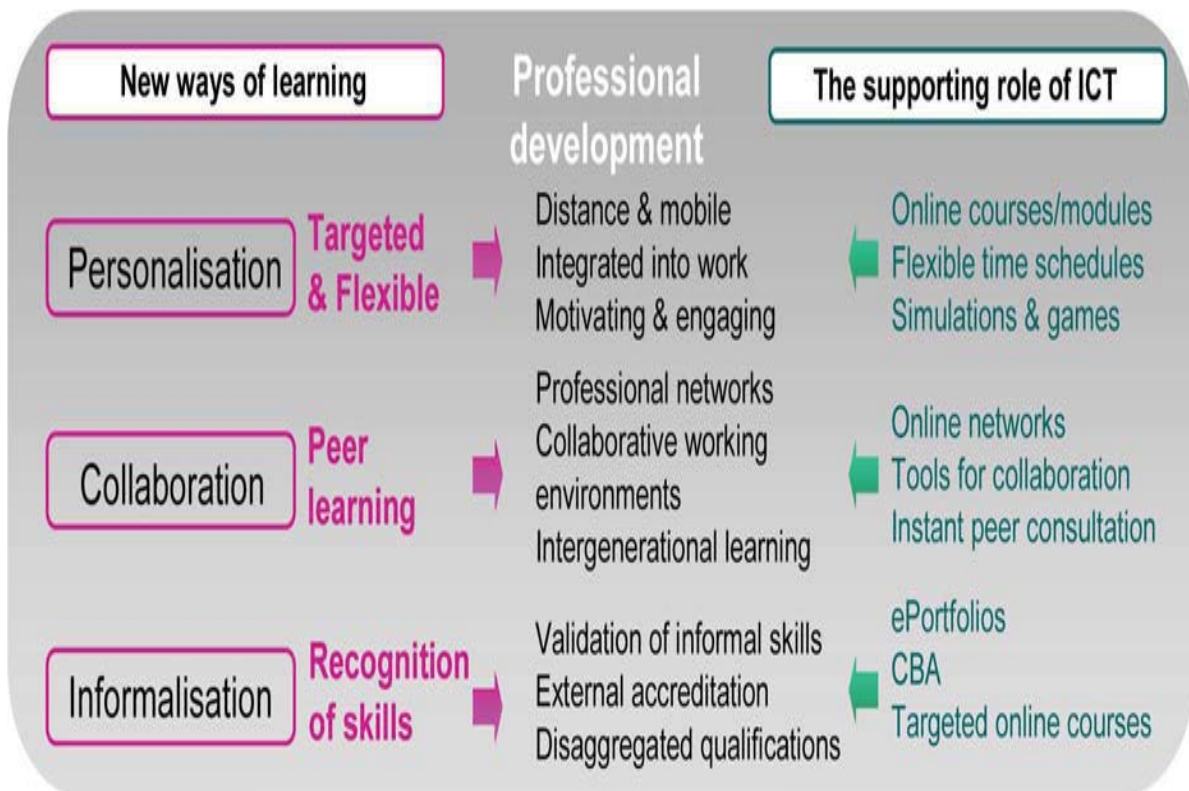 New ways of learning
Professional
development
The supporting role of ICT
Personalisation
Targeted
& Flexible
Distance & mobile
Integrated into work
Motivating & engaging
Online courses/modules
Flexible time schedules
Simulations & games
Collaboration
Peer
learning
Professional networks
Collaborative working
environments
Intergenerational learning
Online networks
Tools for collaboration
Instant peer consultation
Informalisation
Recognition
of skills
Validation of informal skills
External accreditation
Disaggregated qualifications
ePortfolios
CBA
Targeted online courses